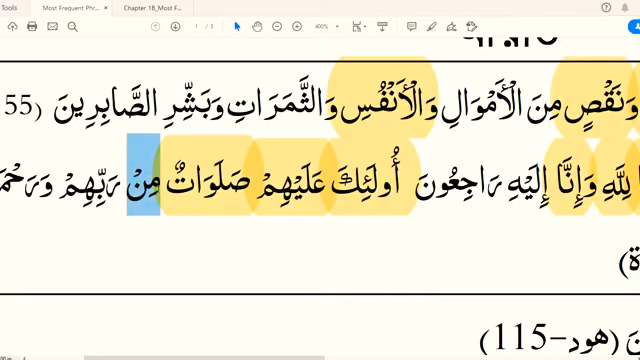 Tools
Most Frequent Phr...
Chapter 18_Most F...
1 / 3
400%
وَنَقْصٍ مِنَ الْأَمْوَالِ وَالْأَنْفُسِ وَالثَّمَرَاتِ وَبَشِّرِ الصَّابِرِينَ (155
لِلَّهِ وَإِنَّا إِلَيْهِ رَاجِعُونَ أُولَئِكَ عَلَيْهِمْ صَلَوَاتٌ مِنْ رَبِّهِمْ وَرَحْمَ
ة)
نَ (هود-115)